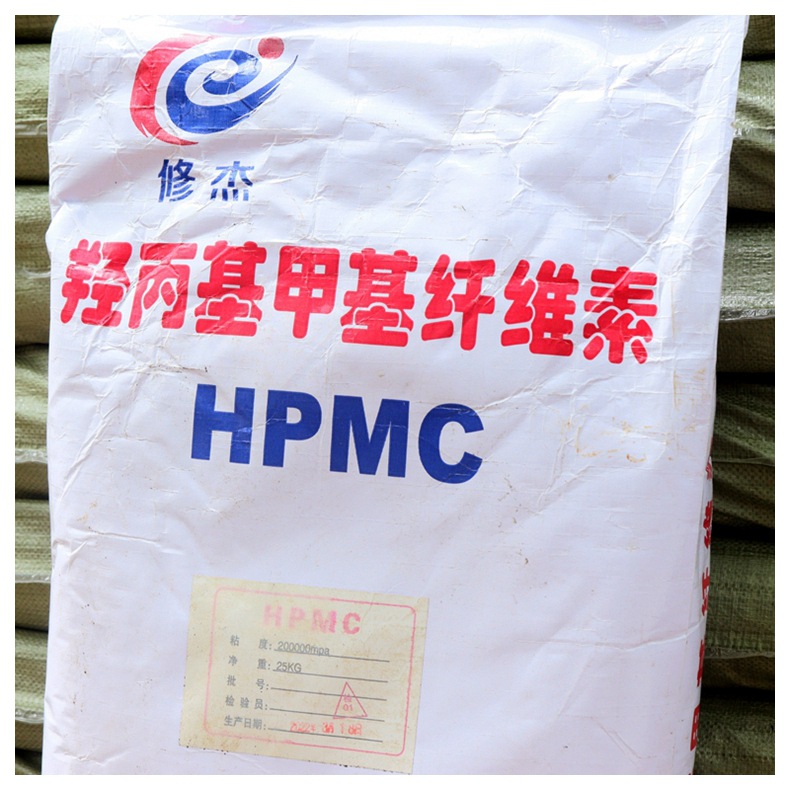 修杰
羟丙基甲基纤维素
HPMC
HPMC
粘 度: 200000mpa
净 重: 25KG
批 号:
检验员:
01
生产日期: